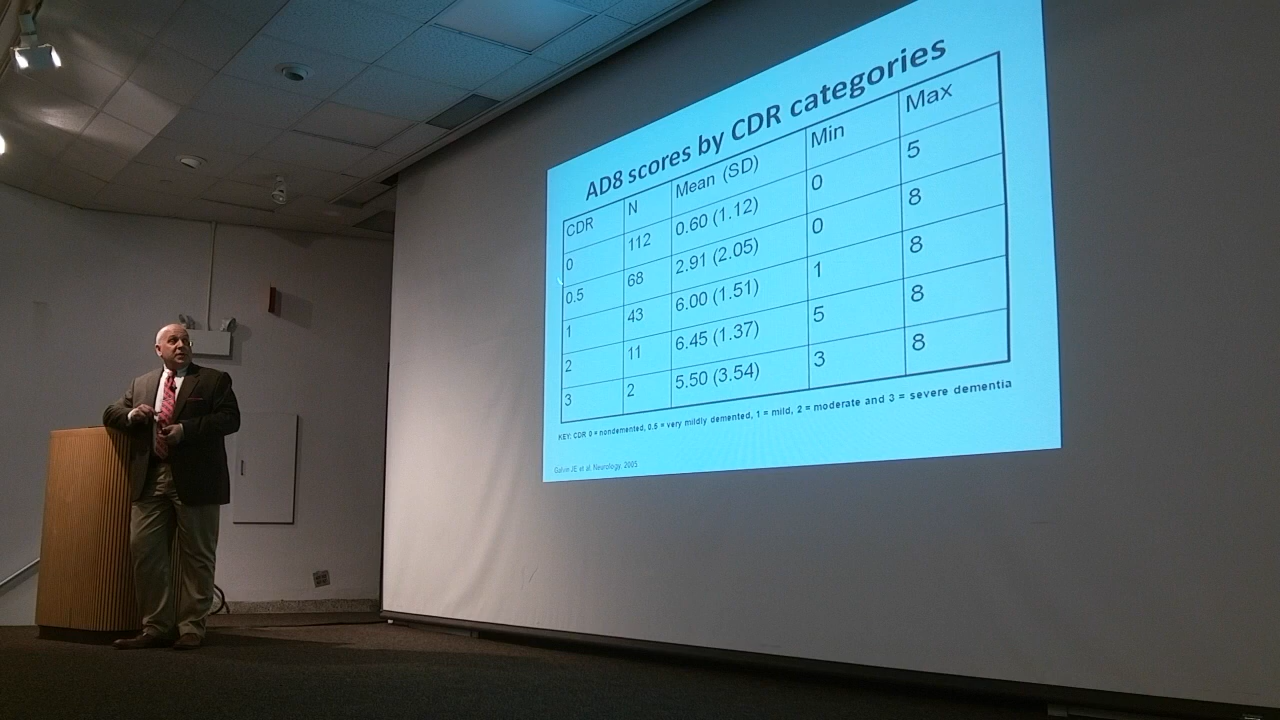 AD8 scores by CDR categories
CDR N Mean (SD) Min Max
0 112 0.60 (1.12) 0 5
0.5 68 2.91 (2.05) 0 8
1 43 6.00 (1.51) 1 8
2 11 6.45 (1.37) 5 8
3 2 5.50 (3.54) 3 8
KEY: CDR 0 = nondemented, 0.5 = very mildly demented, 1 = mild, 2 = moderate and 3 = severe dementia
Galvin JE et al. Neurology, 2005